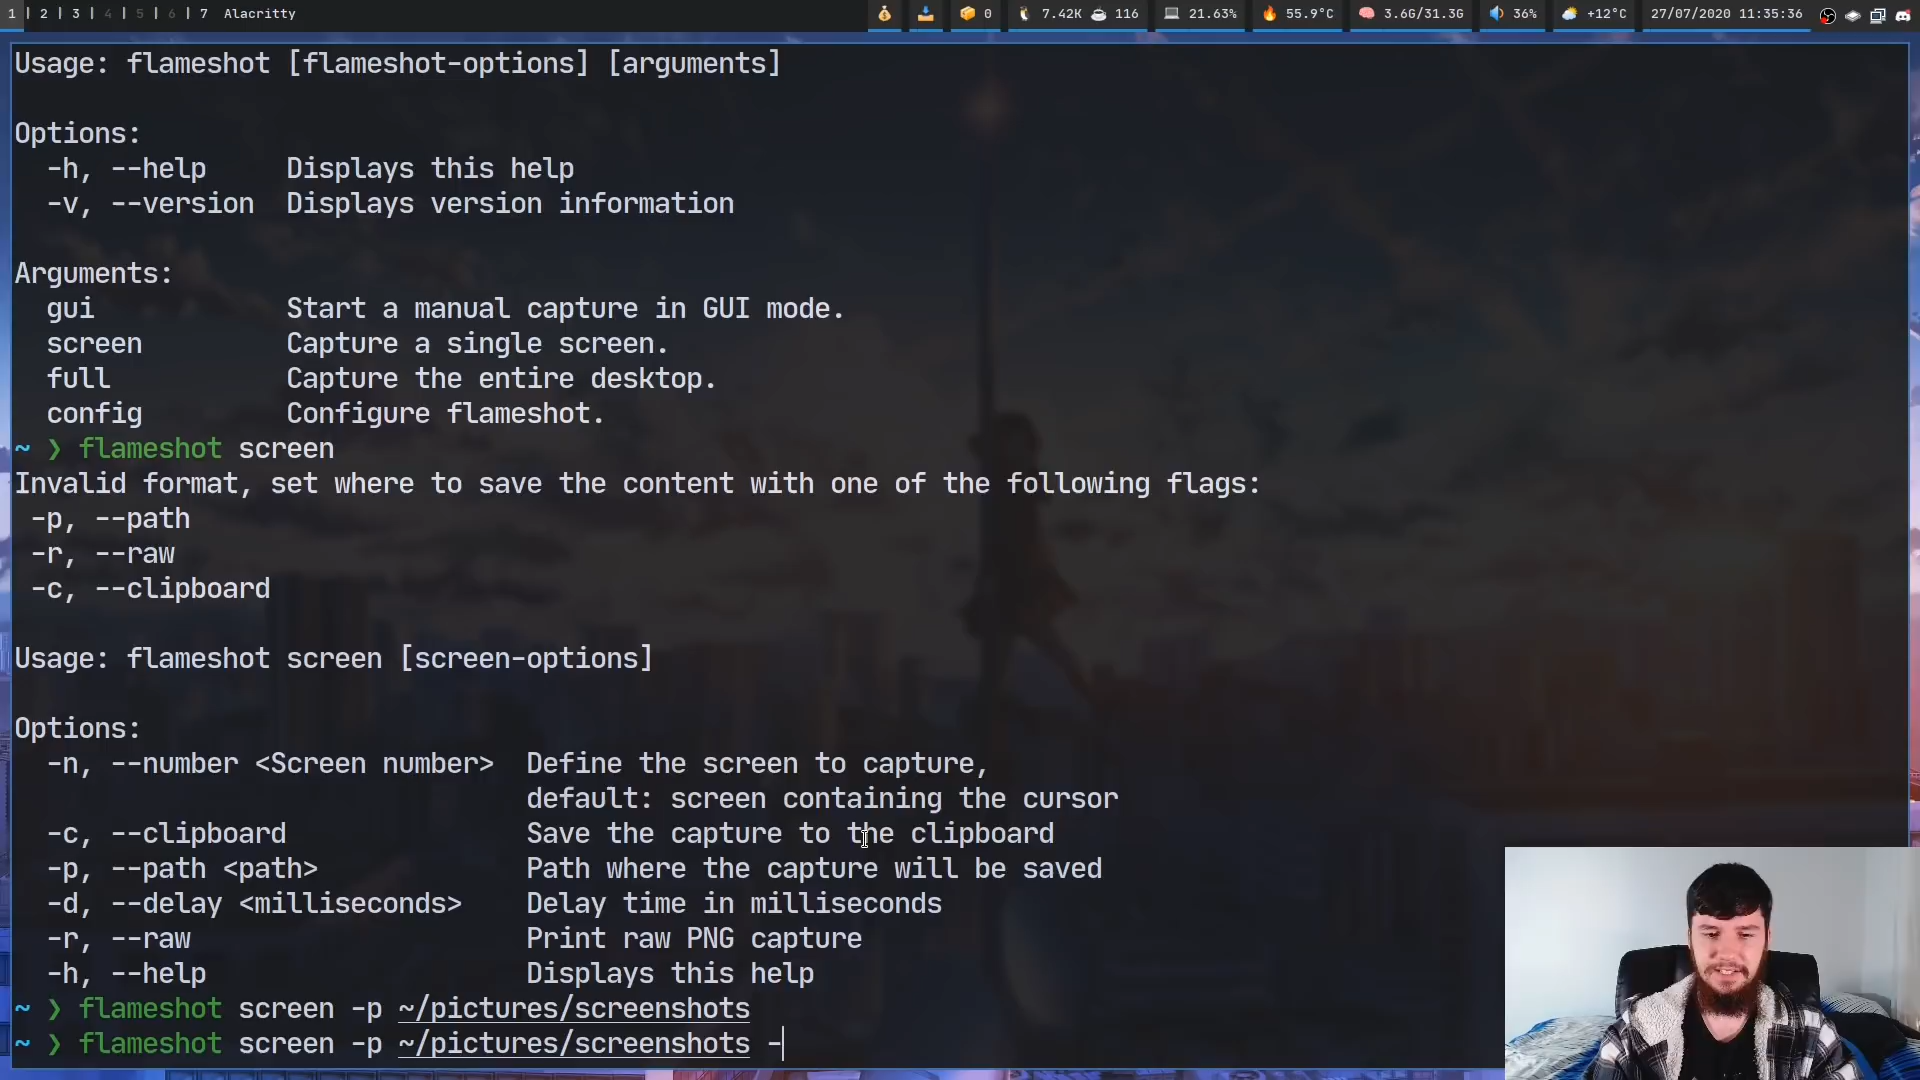 1 | 2 | 3 | 4 | 5 | 6 | 7 Alacritty 0 7.42K 116 21.63% 55.9°C 3.6G/31.3G 36% +12°C 27/07/2020 11:35:36
Usage: flameshot [flameshot-options] [arguments]
Options:
-h, --help Displays this help
-v, --version Displays version information
Arguments:
gui Start a manual capture in GUI mode.
screen Capture a single screen.
full Capture the entire desktop.
config Configure flameshot.
~ ❯ flameshot screen
Invalid format, set where to save the content with one of the following flags:
-p, --path
-r, --raw
-c, --clipboard
Usage: flameshot screen [screen-options]
Options:
-n, --number <Screen number> Define the screen to capture,
default: screen containing the cursor
-c, --clipboard Save the capture to the clipboard
-p, --path <path> Path where the capture will be saved
-d, --delay <milliseconds> Delay time in milliseconds
-r, --raw Print raw PNG capture
-h, --help Displays this help
~ ❯ flameshot screen -p ~/pictures/screenshots
~ ❯ flameshot screen -p ~/pictures/screenshots -